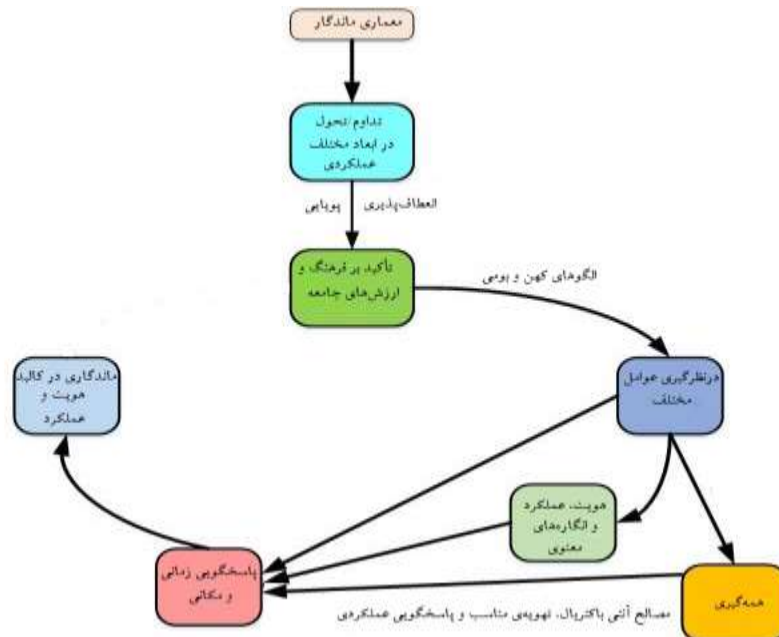 معماری ماندگار
تداوم/تحول
در ابعاد مختلف
عملکردی
انعطاف‌پذیری
پویایی
تأکید بر فرهنگ و
ارزش‌های جامعه
الگوهای کهن و بومی
درنظرگیری عوامل
مختلف
ماندگاری در کالبد
هویت و
عملکرد
هویت، عملکرد
و انگاره‌های
معنوی
پاسخگویی زمانی و
و مکانی
همه‌گیری
مصالح آنتی باکتریال، تهویه‌ی مناسب و پاسخگویی عملکردی